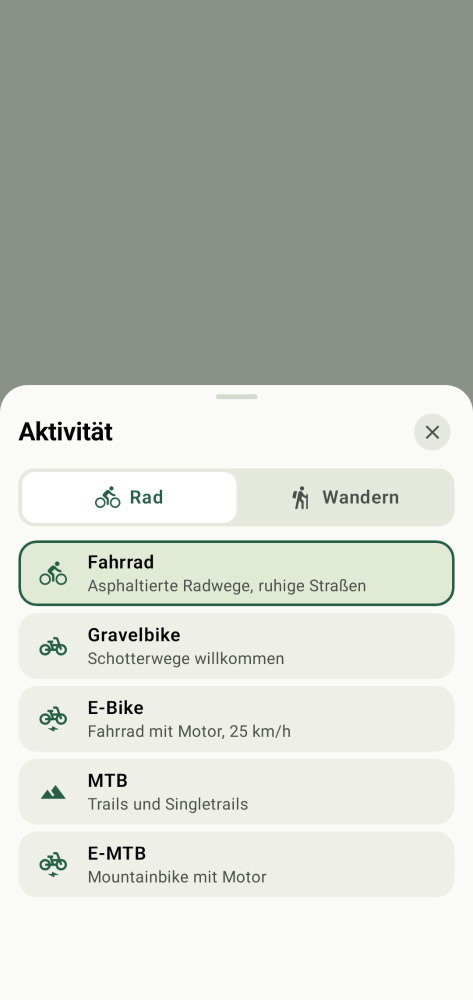 Aktivität
Rad
Wandern
Fahrrad
Asphaltierte Radwege, ruhige Straßen
Gravelbike
Schotterwege willkommen
E-Bike
Fahrrad mit Motor, 25 km/h
MTB
Trails und Singletrails
E-MTB
Mountainbike mit Motor